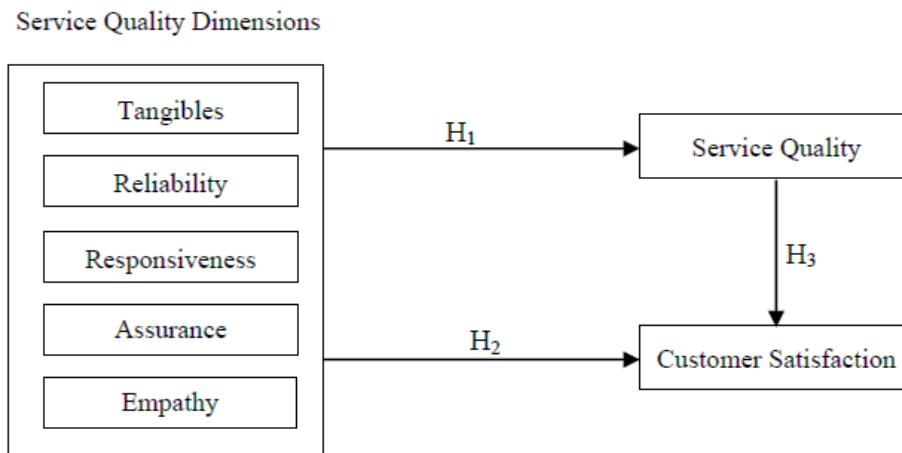 Service Quality Dimensions
Tangibles
Reliability
Responsiveness
Assurance
Empathy
H₁
H₂
Service Quality
H₃
Customer Satisfaction